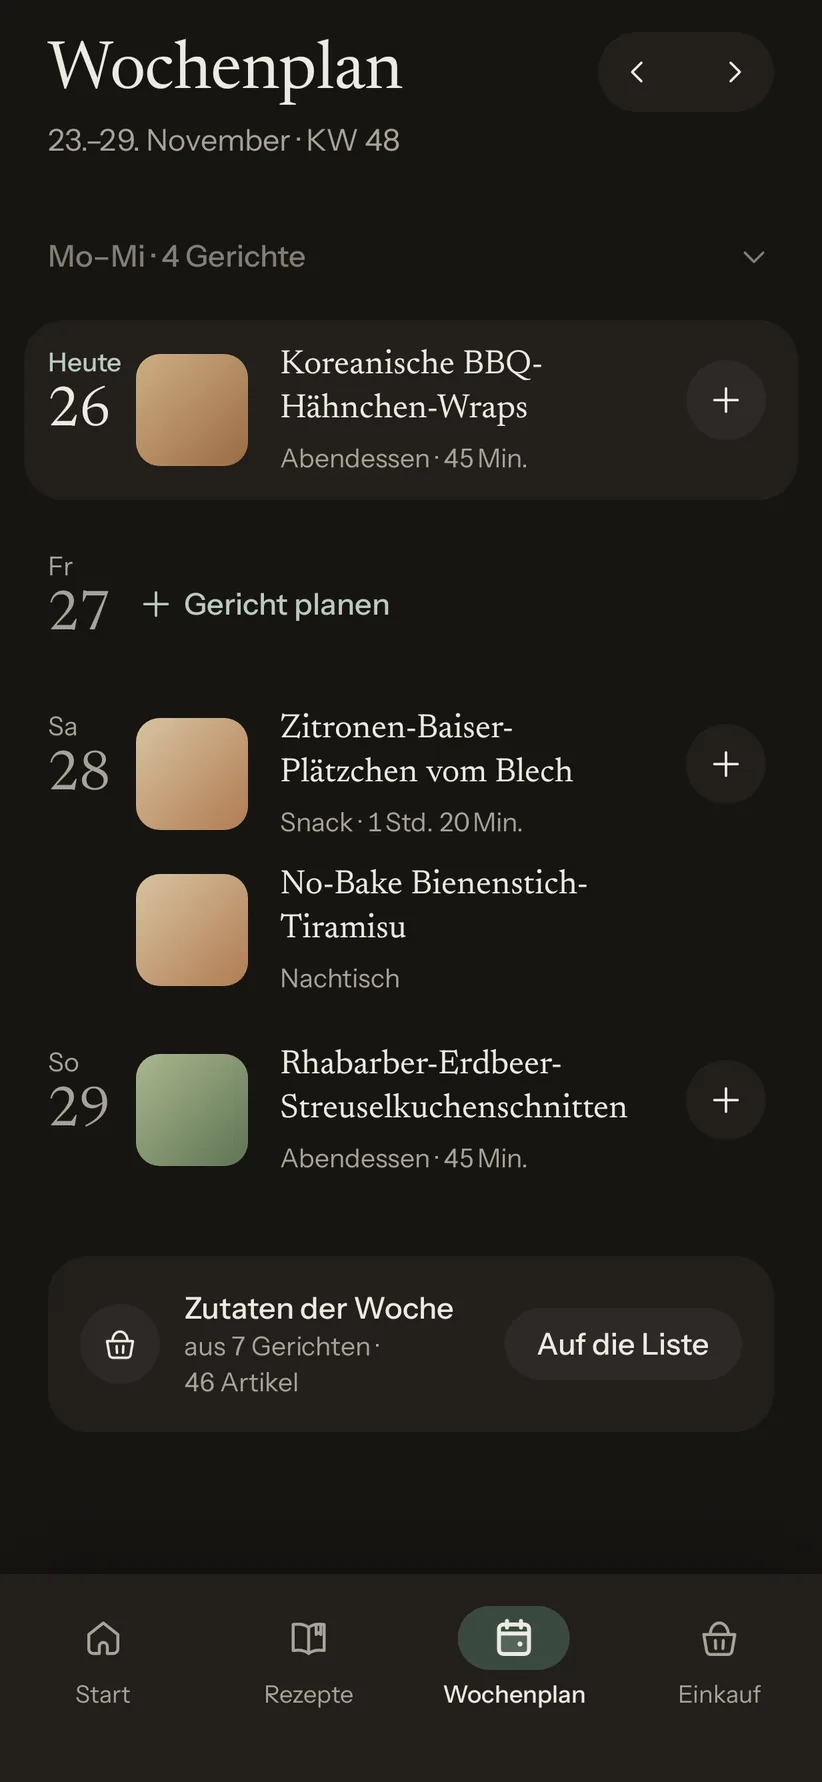 Wochenplan
23.–29. November · KW 48
Mo–Mi · 4 Gerichte
Heute
26
Koreanische BBQ-
Hähnchen-Wraps
Abendessen · 45 Min.
Fr
27
Gericht planen
Sa
28
Zitronen-Baiser-
Plätzchen vom Blech
Snack · 1 Std. 20 Min.
No-Bake Bienenstich-
Tiramisu
Nachtisch
So
29
Rhabarber-Erdbeer-
Streuselkuchenschnitten
Abendessen · 45 Min.
Zutaten der Woche
aus 7 Gerichten ·
46 Artikel
Auf die Liste
Start
Rezepte
Wochenplan
Einkauf